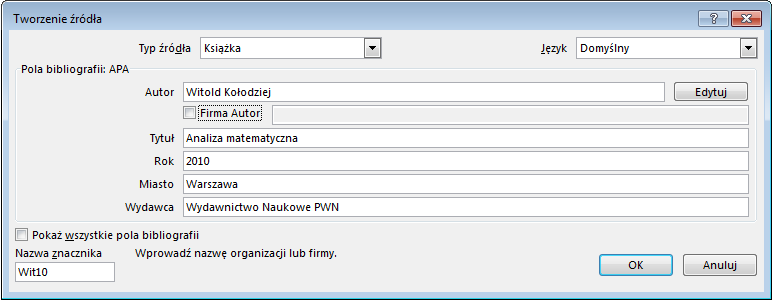 Tworzenie źródła
Typ źródła Książka Język Domyślny
Pola bibliografii: APA
Autor Witold Kołodziej Edytuj
Firma Autor
Tytuł Analiza matematyczna
Rok 2010
Miasto Warszawa
Wydawca Wydawnictwo Naukowe PWN
Pokaż wszystkie pola bibliografii
Nazwa znacznika Wprowadź nazwę organizacji lub firmy.
Wit10 OK Anuluj